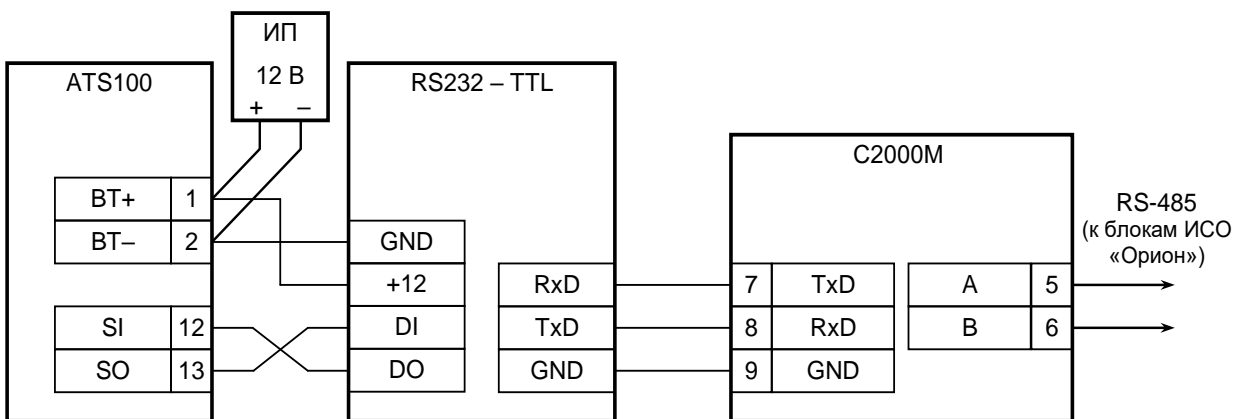 ИП
12 В
+ –
ATS100
BT+ 1
BT– 2
SI 12
SO 13
RS232 – TTL
GND
+12
DI
DO
RxD
TxD
GND
C2000M
7 TxD
8 RxD
9 GND
A 5
B 6
RS-485
(к блокам ИСО
«Орион»)